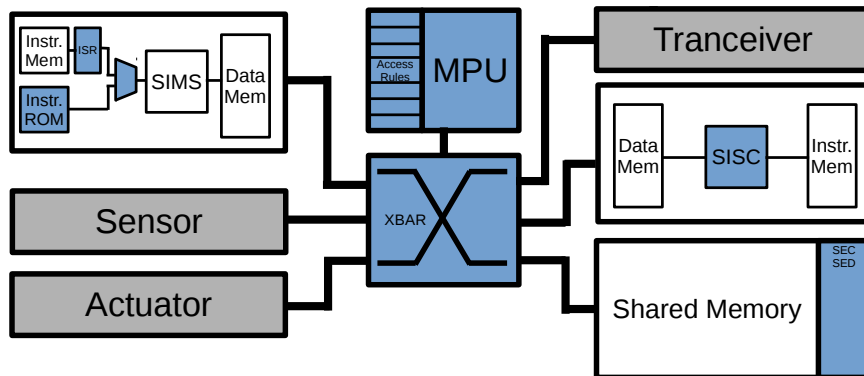 Instr.
Mem
ISR
Instr.
ROM
SIMS
Data
Mem
Access
Rules
MPU
Tranceiver
Data
Mem
SISC
Instr.
Mem
Sensor
XBAR
Actuator
Shared Memory
SEC
SED